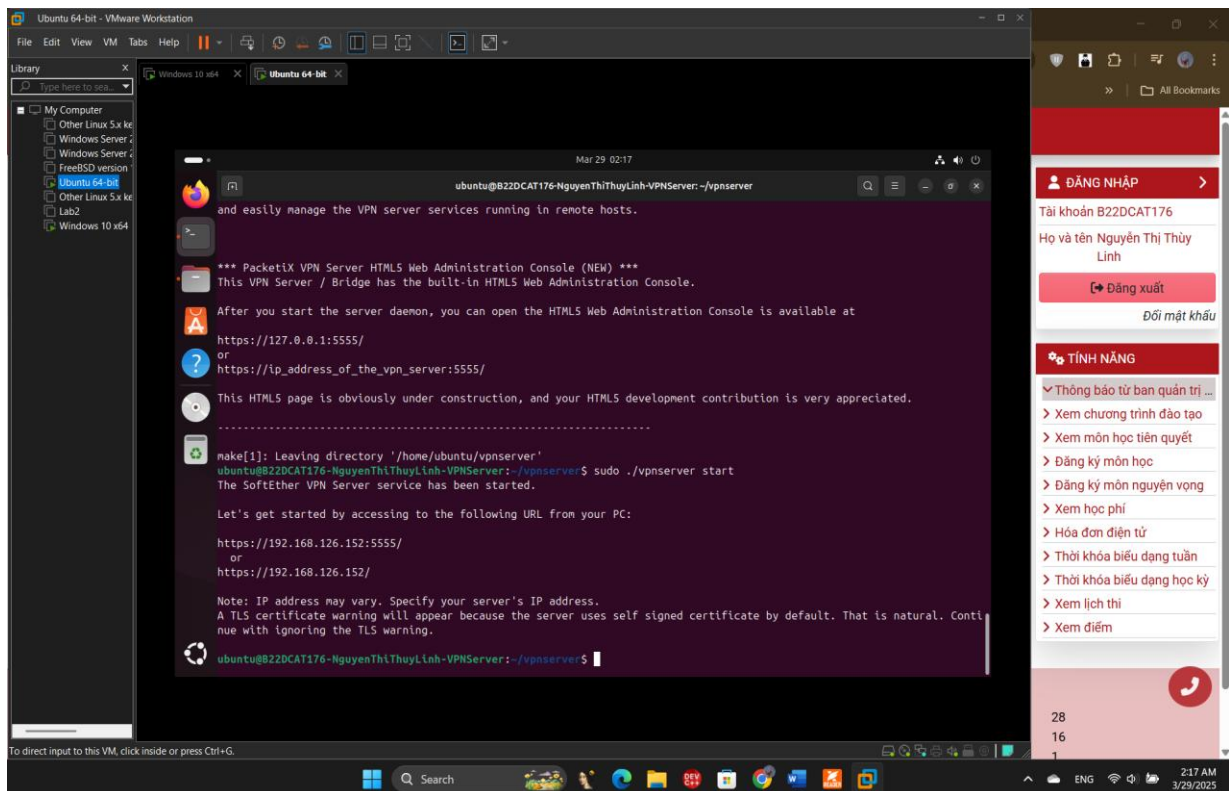 Ubuntu 64-bit - VMware Workstation
File Edit View VM Tabs Help
Library
Type here to sea...
My Computer
Other Linux 5.x ke
Windows Server 2
Windows Server 2
FreeBSD version
Ubuntu 64-bit
Other Linux 5.x ke
Lab2
Windows 10 x64
Windows 10 x64
Ubuntu 64-bit
Mar 29 02:17
ubuntu@B22DCAT176-NguyenThiThuyLinh-VPNServer: ~/vpnserver
and easily manage the VPN server services running in remote hosts.
*** PacketiX VPN Server HTML5 Web Administration Console (NEW) ***
This VPN Server / Bridge has the built-in HTML5 Web Administration Console.
After you start the server daemon, you can open the HTML5 Web Administration Console is available at
https://127.0.0.1:5555/
or
https://ip_address_of_the_vpn_server:5555/
This HTML5 page is obviously under construction, and your HTML5 development contribution is very appreciated.
--------------------------------------------------------------------
make[1]: Leaving directory '/home/ubuntu/vpnserver'
ubuntu@B22DCAT176-NguyenThiThuyLinh-VPNServer:~/vpnserver$ sudo ./vpnserver start
The SoftEther VPN Server service has been started.
Let's get started by accessing to the following URL from your PC:
https://192.168.126.152:5555/
or
https://192.168.126.152/
Note: IP address may vary. Specify your server's IP address.
A TLS certificate warning will appear because the server uses self signed certificate by default. That is natural. Conti
nue with ignoring the TLS warning.
ubuntu@B22DCAT176-NguyenThiThuyLinh-VPNServer:~/vpnserver$
To direct input to this VM, click inside or press Ctrl+G.
All Bookmarks
ĐĂNG NHẬP
Tài khoản B22DCAT176
Họ và tên Nguyễn Thị Thùy
Linh
Đăng xuất
Đổi mật khẩu
TÍNH NĂNG
Thông báo từ ban quản trị ...
Xem chương trình đào tạo
Xem môn học tiên quyết
Đăng ký môn học
Đăng ký môn nguyện vọng
Xem học phí
Hóa đơn điện tử
Thời khóa biểu dạng tuần
Thời khóa biểu dạng học kỳ
Xem lịch thi
Xem điểm
28
16
1
Search
DEV C++
ENG
2:17 AM
3/29/2025